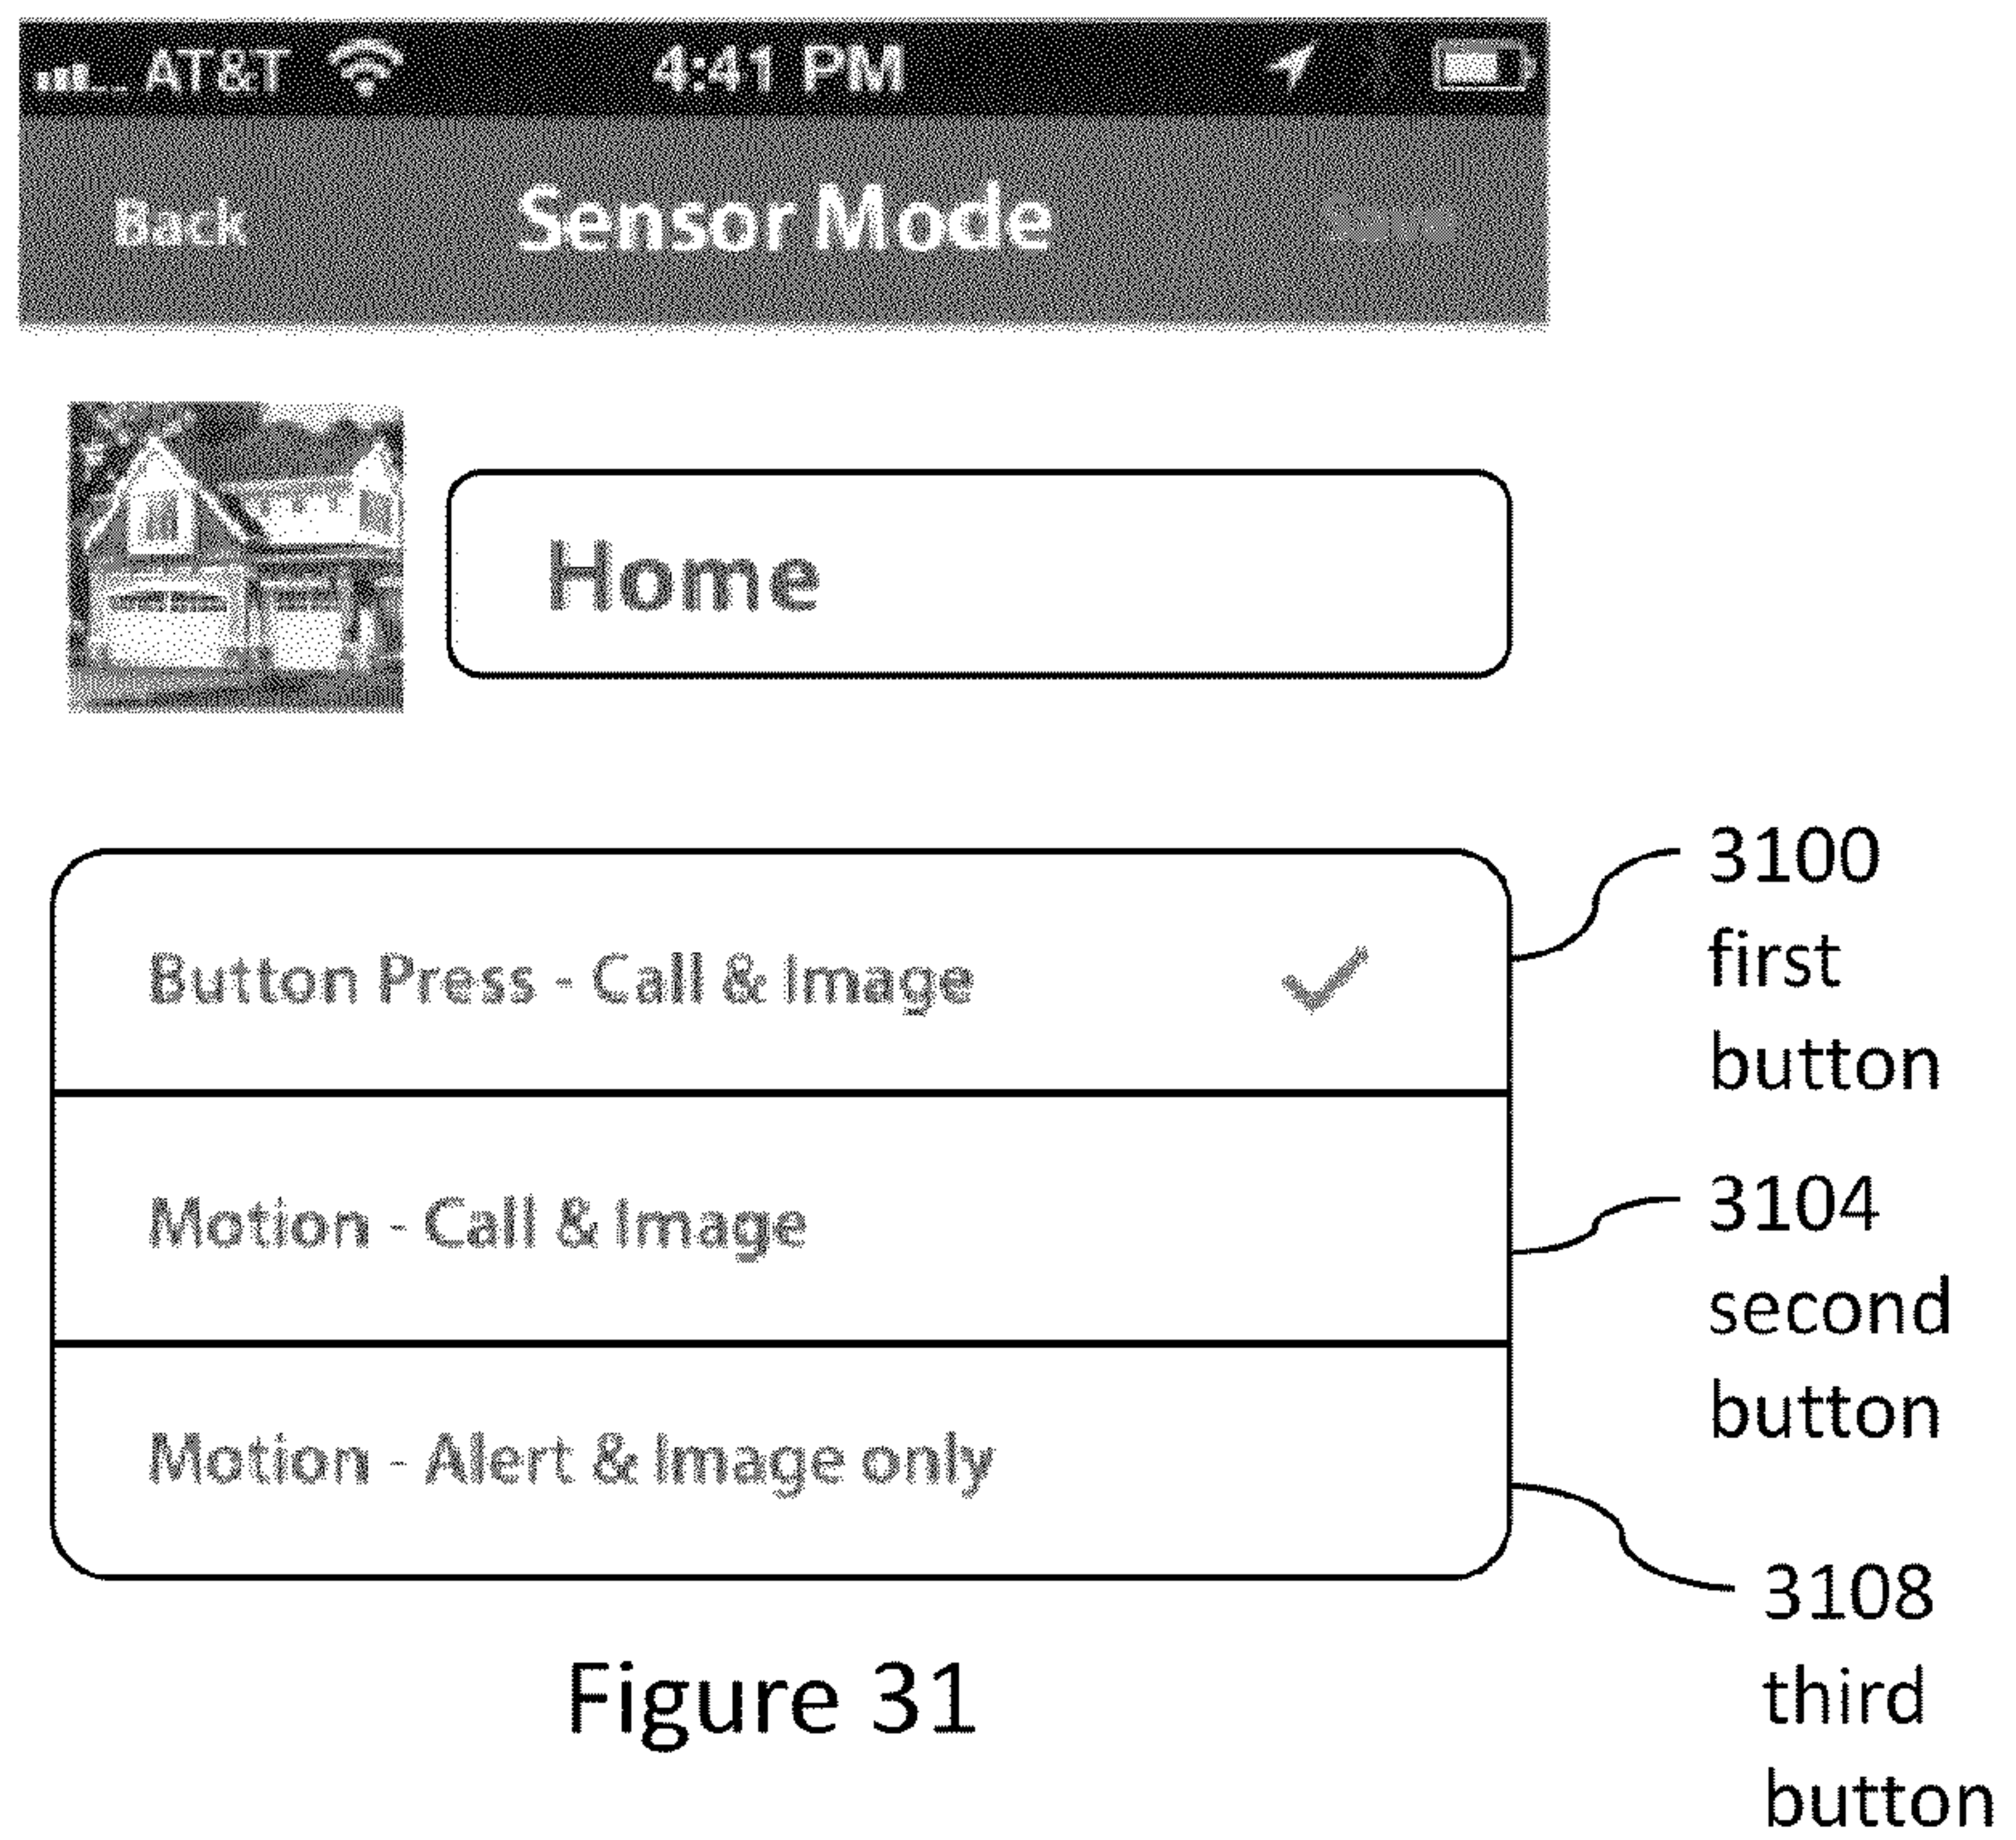 AT&T 4:41 PM
Back Sensor Mode Save
Home
Button Press - Call & Image
3100
first
button
Motion - Call & Image
3104
second
button
Motion - Alert & Image only
3108
third
button
Figure 31